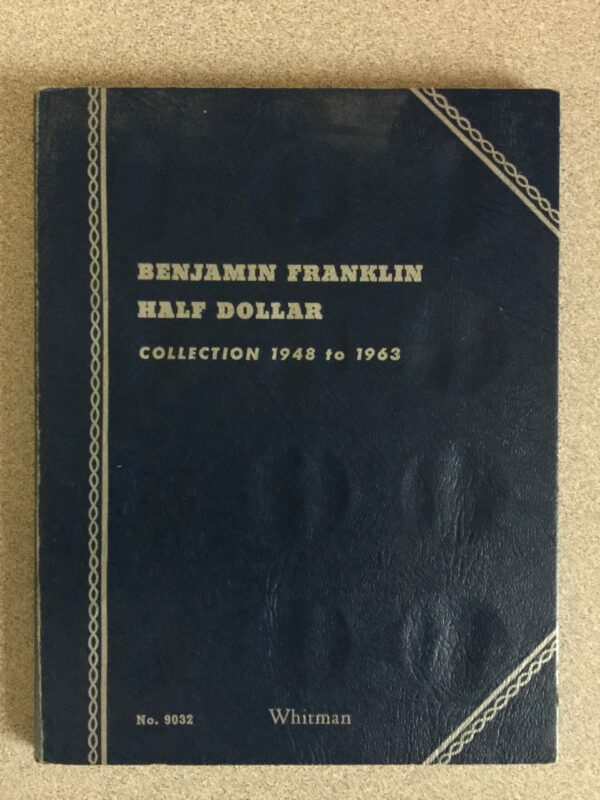 BENJAMIN FRANKLIN
HALF DOLLAR
COLLECTION 1948 to 1963
No. 9032 Whitman